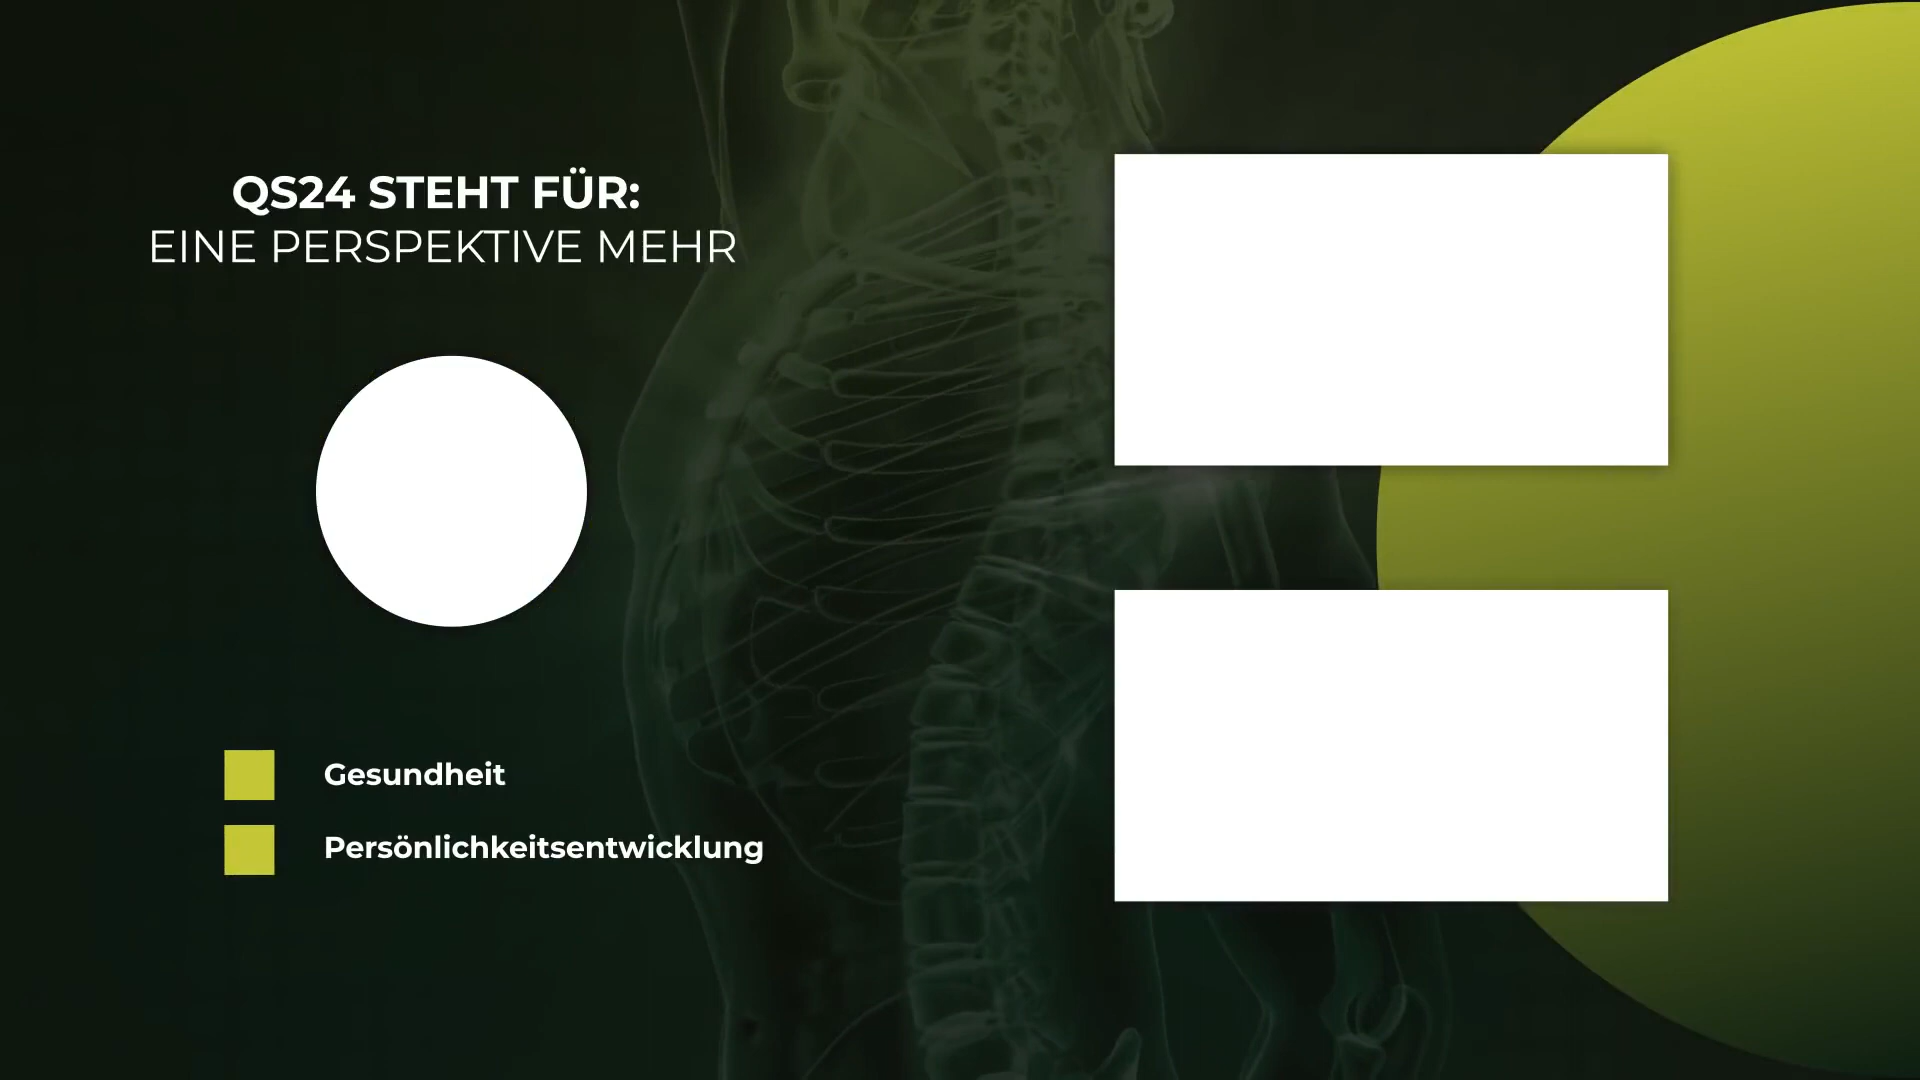 QS24 STEHT FÜR:
EINE PERSPEKTIVE MEHR
Gesundheit
Persönlichkeitsentwicklung